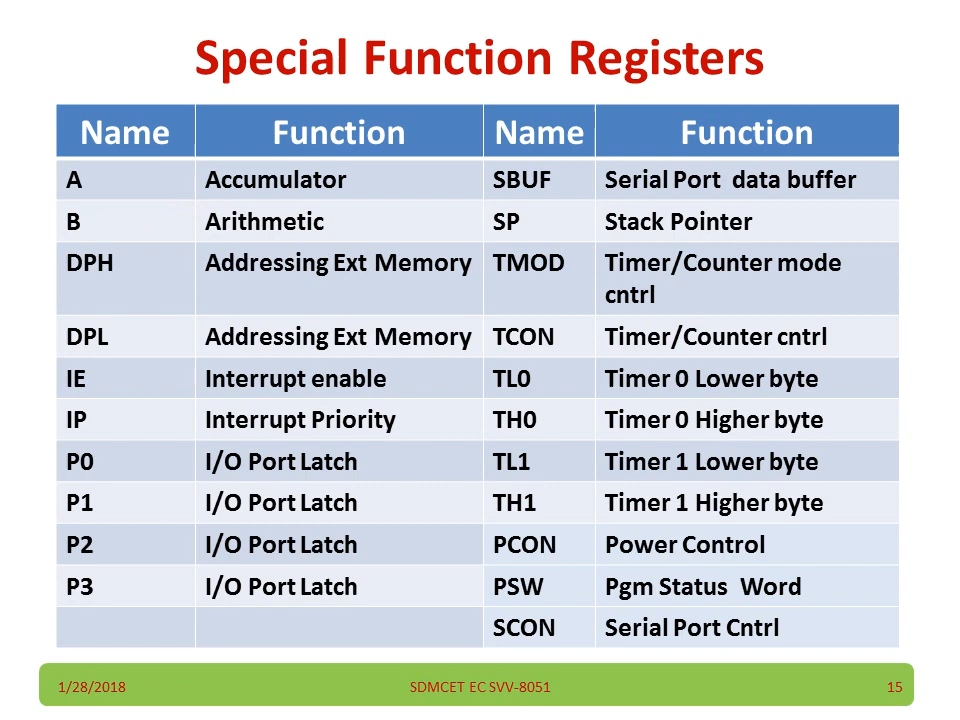 Special Function Registers
Name Function Name Function
A Accumulator SBUF Serial Port data buffer
B Arithmetic SP Stack Pointer
DPH Addressing Ext Memory TMOD Timer/Counter mode
cntrl
DPL Addressing Ext Memory TCON Timer/Counter cntrl
IE Interrupt enable TL0 Timer 0 Lower byte
IP Interrupt Priority TH0 Timer 0 Higher byte
P0 I/O Port Latch TL1 Timer 1 Lower byte
P1 I/O Port Latch TH1 Timer 1 Higher byte
P2 I/O Port Latch PCON Power Control
P3 I/O Port Latch PSW Pgm Status Word
SCON Serial Port Cntrl
1/28/2018 SDMCET EC SVV-8051 15